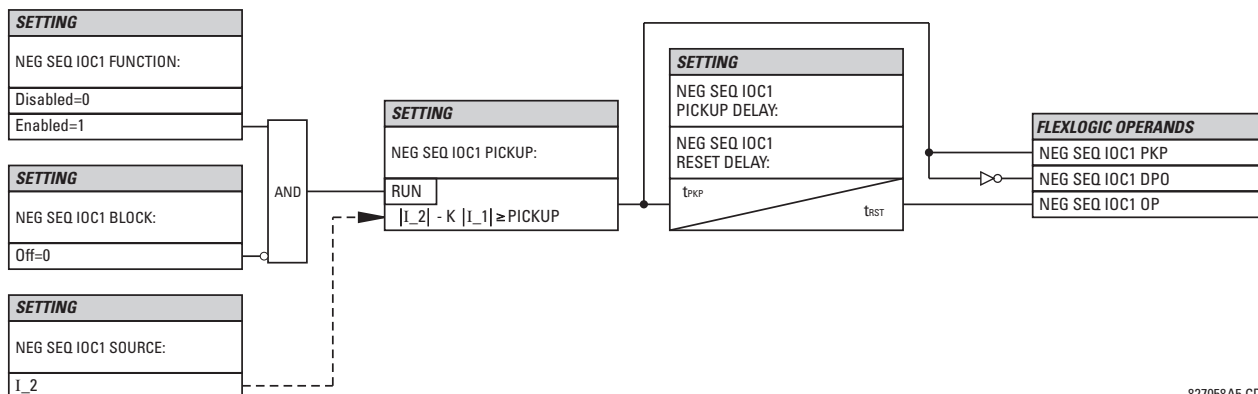 SETTING
NEG SEQ IOC1 FUNCTION:
Disabled=0
Enabled=1
SETTING
NEG SEQ IOC1 BLOCK:
Off=0
SETTING
NEG SEQ IOC1 SOURCE:
I_2
AND
SETTING
NEG SEQ IOC1 PICKUP:
RUN
|I_2| - K |I_1| ≥ PICKUP
SETTING
NEG SEQ IOC1
PICKUP DELAY:
NEG SEQ IOC1
RESET DELAY:
tPKP
tRST
FLEXLOGIC OPERANDS
NEG SEQ IOC1 PKP
NEG SEQ IOC1 DPO
NEG SEQ IOC1 OP